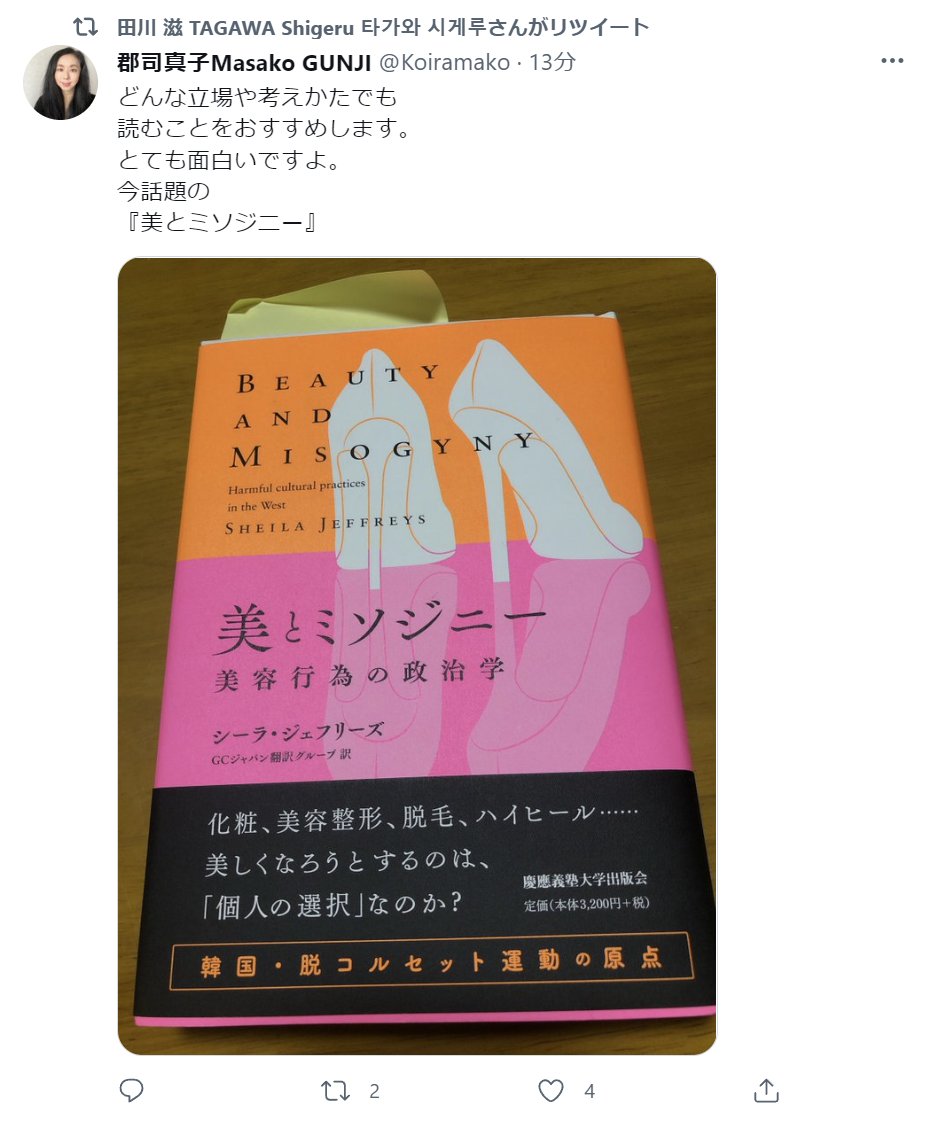 田川 滋 TAGAWA Shigeru 타가와 시게루さんがリツイート
郡司真子Masako GUNJI @Koiramako · 13分
どんな立場や考えかたでも
読むことをおすすめします。
とても面白いですよ。
今話題の
『美とミソジニー』
BEAUTY
AND
MISOGYNY
Harmful cultural practices
in the West
SHEILA JEFFREYS
美とミソジニー
美容行為の政治学
シーラ・ジェフリーズ
GCジャパン翻訳グループ 訳
化粧、美容整形、脱毛、ハイヒール……
美しくなろうとするのは、
「個人の選択」なのか?
慶應義塾大学出版会
定価(本体3,200円+税)
韓国・脱コルセット運動の原点
2
4